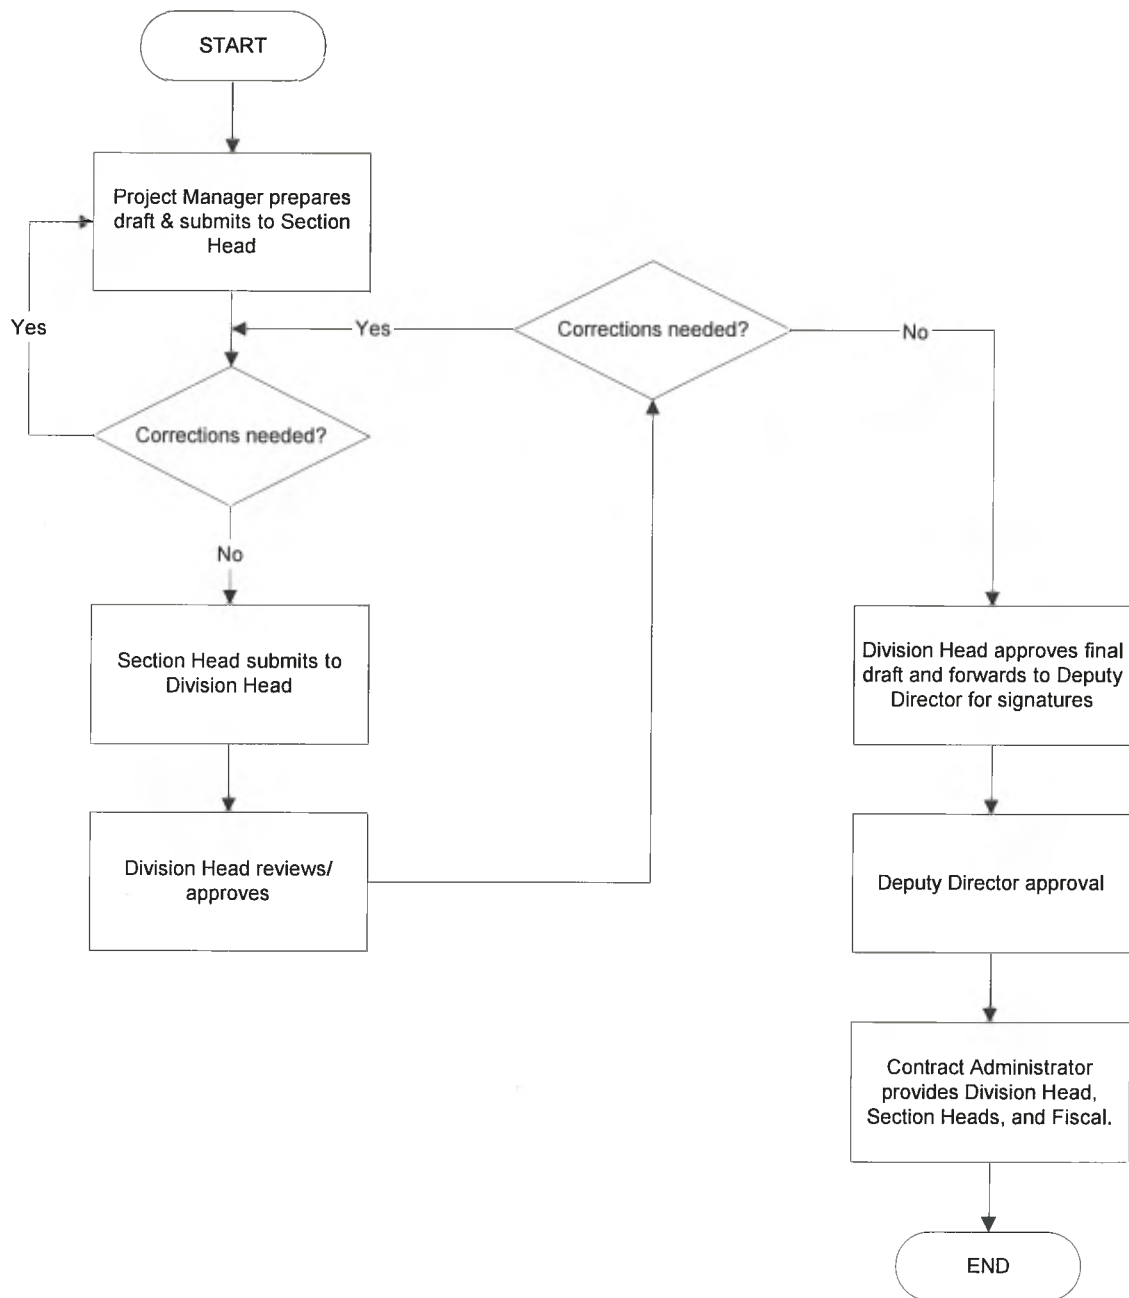 START
Project Manager prepares
draft & submits to Section
Head
Yes
Yes
Corrections needed?
No
Corrections needed?
No
Section Head submits to
Division Head
Division Head approves final
draft and forwards to Deputy
Director for signatures
Division Head reviews/
approves
Deputy Director approval
Contract Administrator
provides Division Head,
Section Heads, and Fiscal.
END